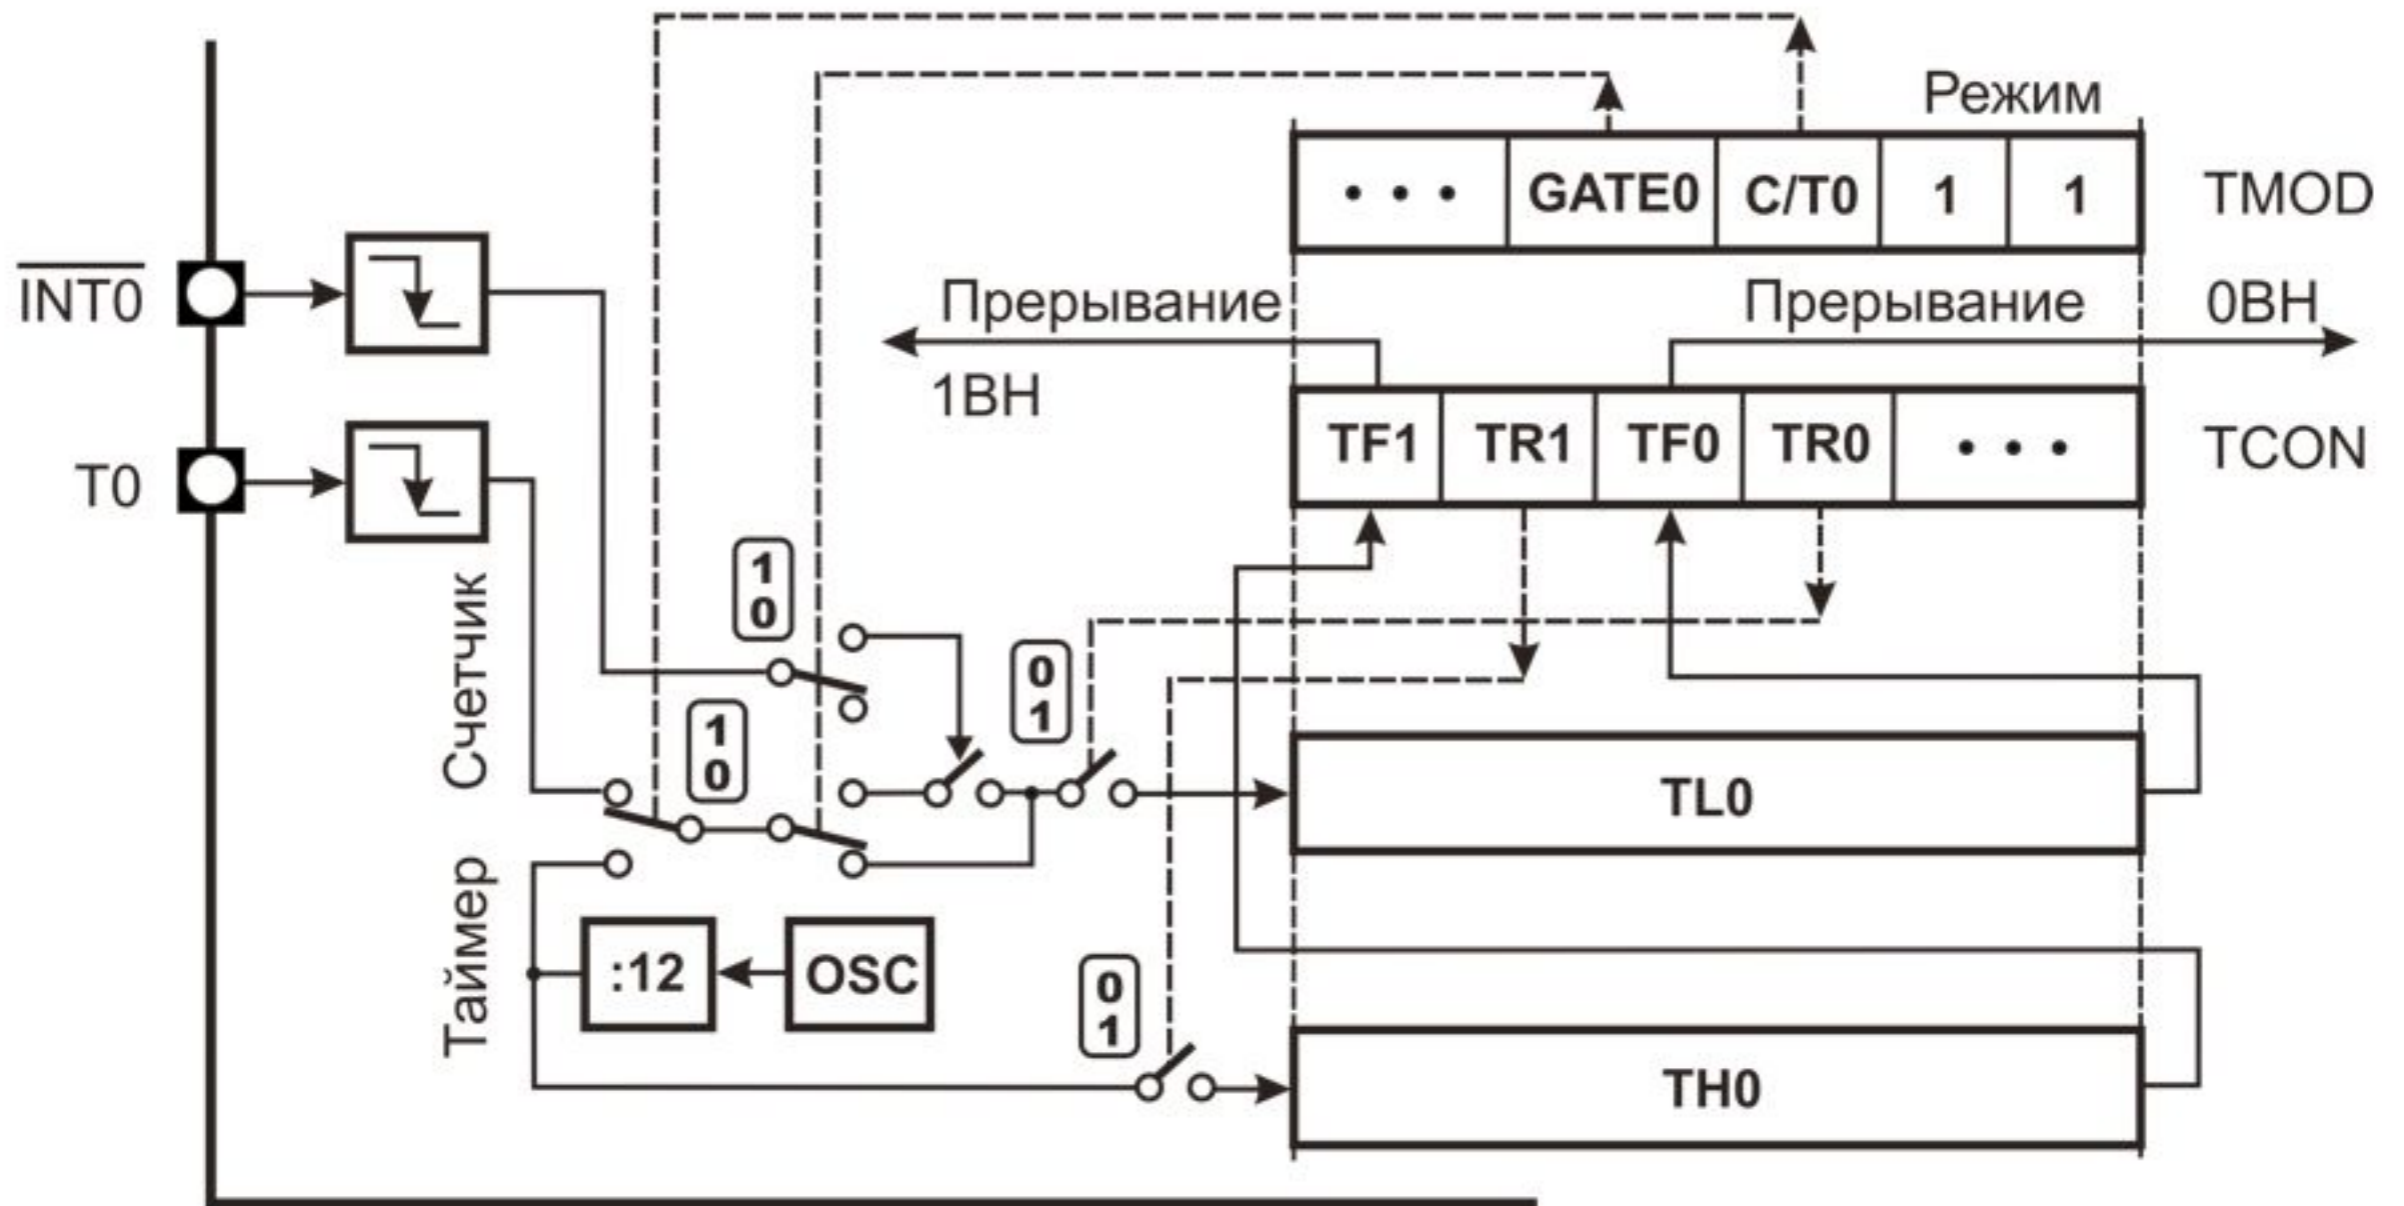 Режим
• • • GATE0 C/T0 1 1 TMOD
INT0
Прерывание
Прерывание 0BH
1BH
TF1 TR1 TF0 TR0 • • • TCON
T0
1
0
Счетчик
0
1
1
0
TL0
Таймер
:12
OSC
0
1
TH0